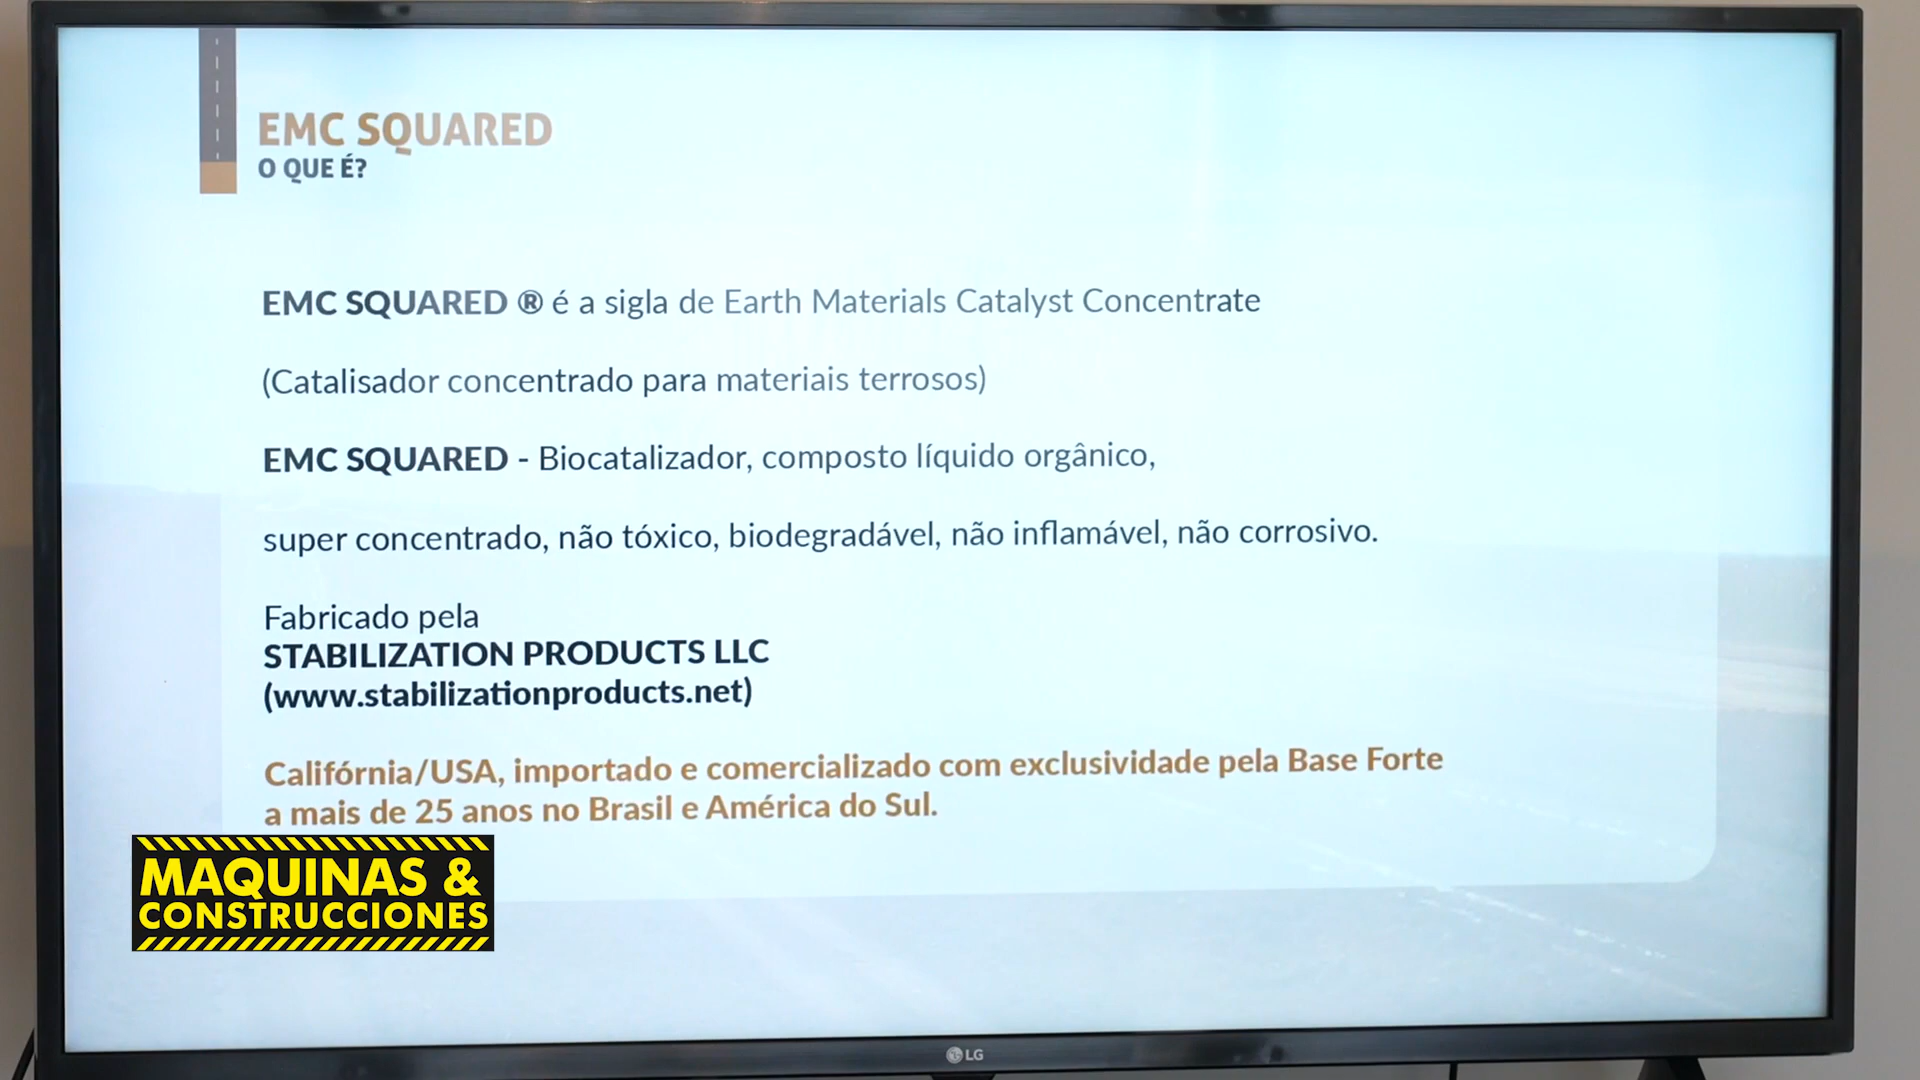 EMC SQUARED
O QUE É?
EMC SQUARED ® é a sigla de Earth Materials Catalyst Concentrate
(Catalisador concentrado para materiais terrosos)
EMC SQUARED - Biocatalizador, composto líquido orgânico,
super concentrado, não tóxico, biodegradável, não inflamável, não corrosivo.
Fabricado pela
STABILIZATION PRODUCTS LLC
(www.stabilizationproducts.net)
Califórnia/USA, importado e comercializado com exclusividade pela Base Forte
a mais de 25 anos no Brasil e América do Sul.
MAQUINAS &
CONSTRUCCIONES
LG